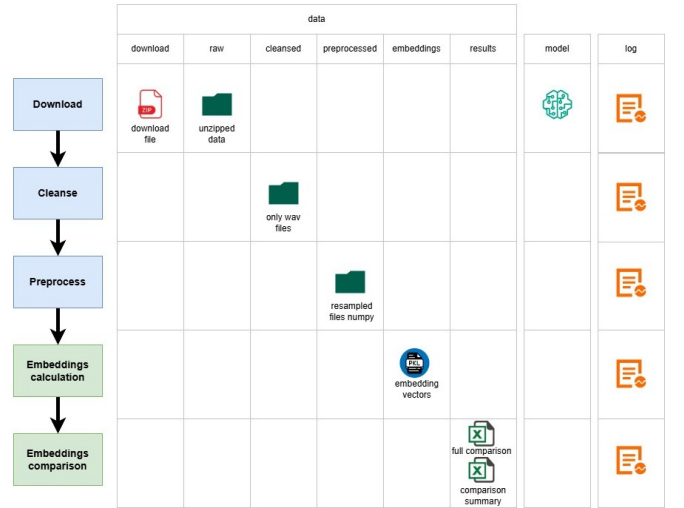 data
download raw cleansed preprocessed embeddings results model log
Download
ZIP
download
file
unzipped
data
Cleanse
only wav
files
Preprocess
resampled
files numpy
Embeddings
calculation
PKL
embedding
vectors
Embeddings
comparison
X
full comparison
X
comparison
summary